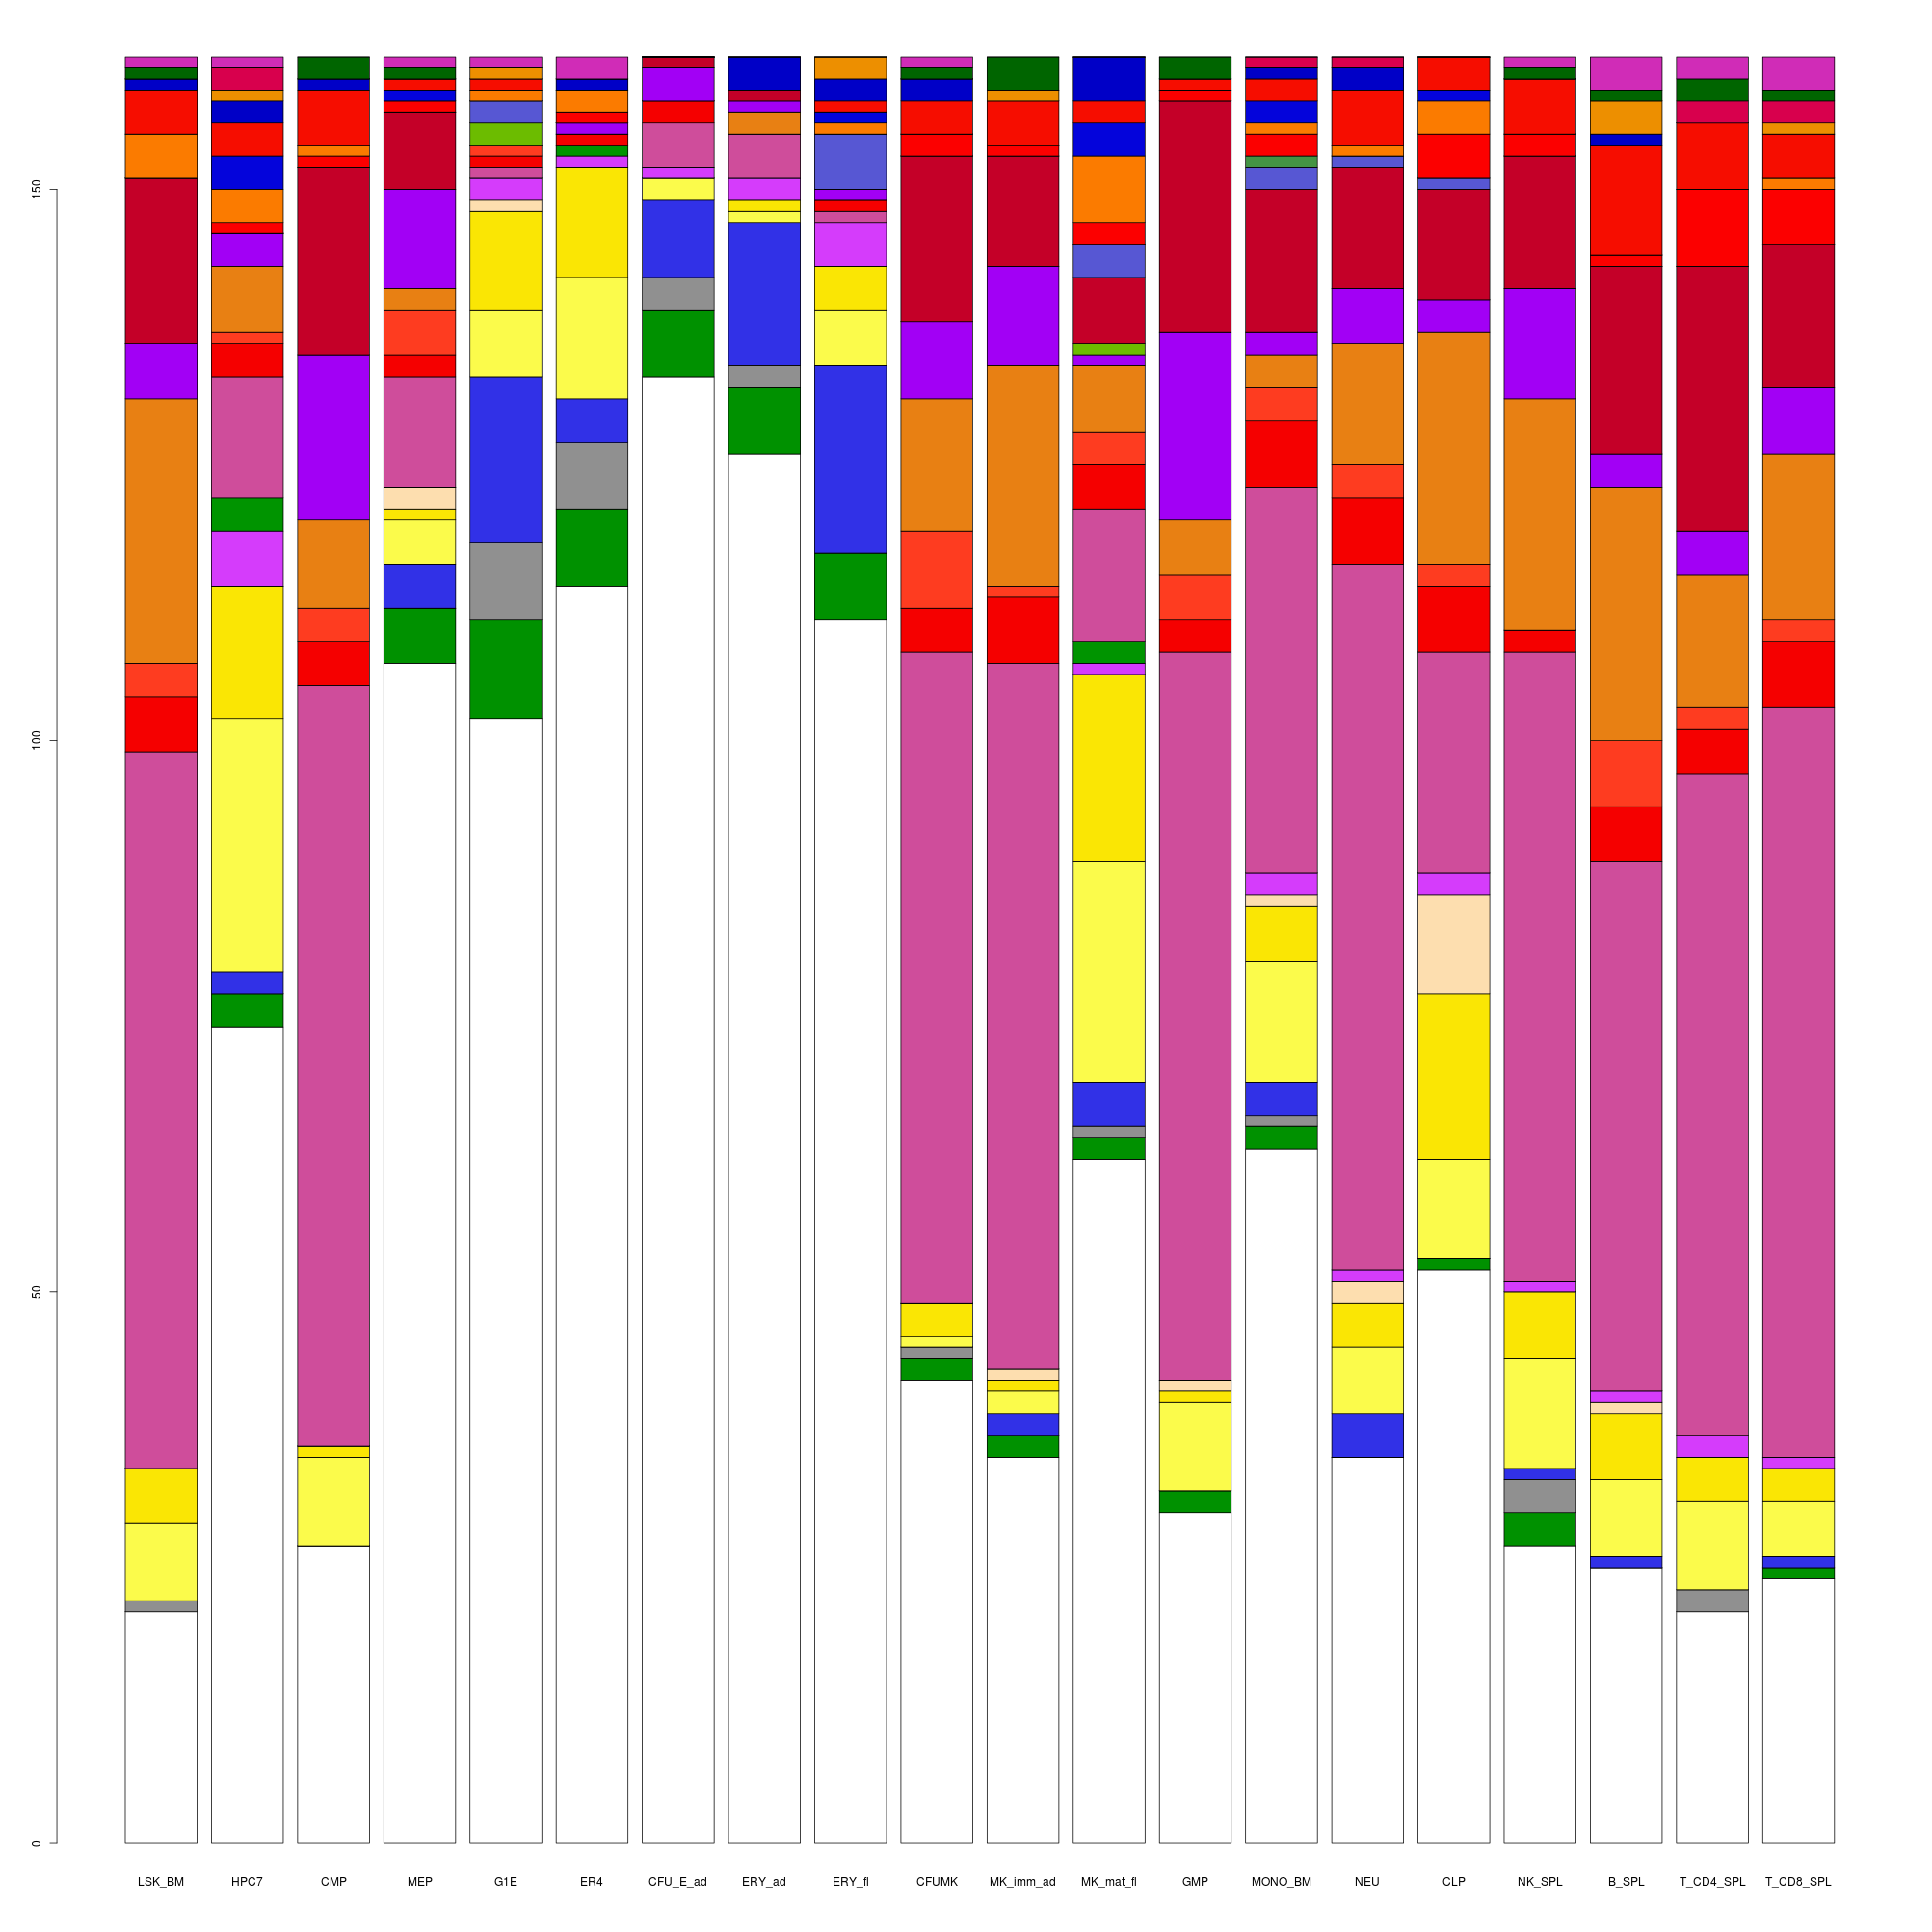 150
100
50
0
LSK_BM HPC7 CMP MEP G1E ER4 CFU_E_ad ERY_ad ERY_fl CFUMK MK_imm_ad MK_mat_fl GMP MONO_BM NEU CLP NK_SPL B_SPL T_CD4_SPL T_CD8_SPL